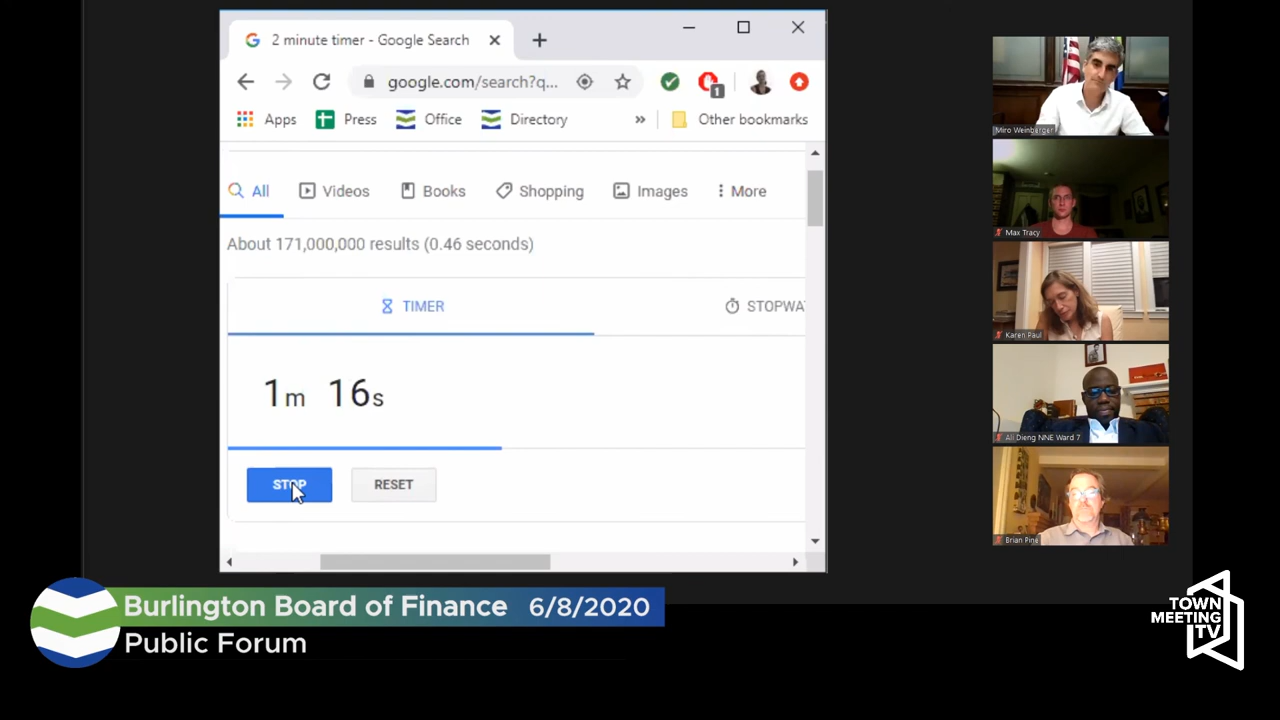 2 minute timer - Google Search
google.com/search?q...
1
Apps Press Office Directory » Other bookmarks
All Videos Books Shopping Images More
About 171,000,000 results (0.46 seconds)
TIMER STOPWA
1m 16s
STOP RESET
Miro Weinberger
Max Tracy
Karen Paul
Ali Dieng NNE Ward 7
Brian Pine
Burlington Board of Finance 6/8/2020
Public Forum
TOWN
MEETING
TV